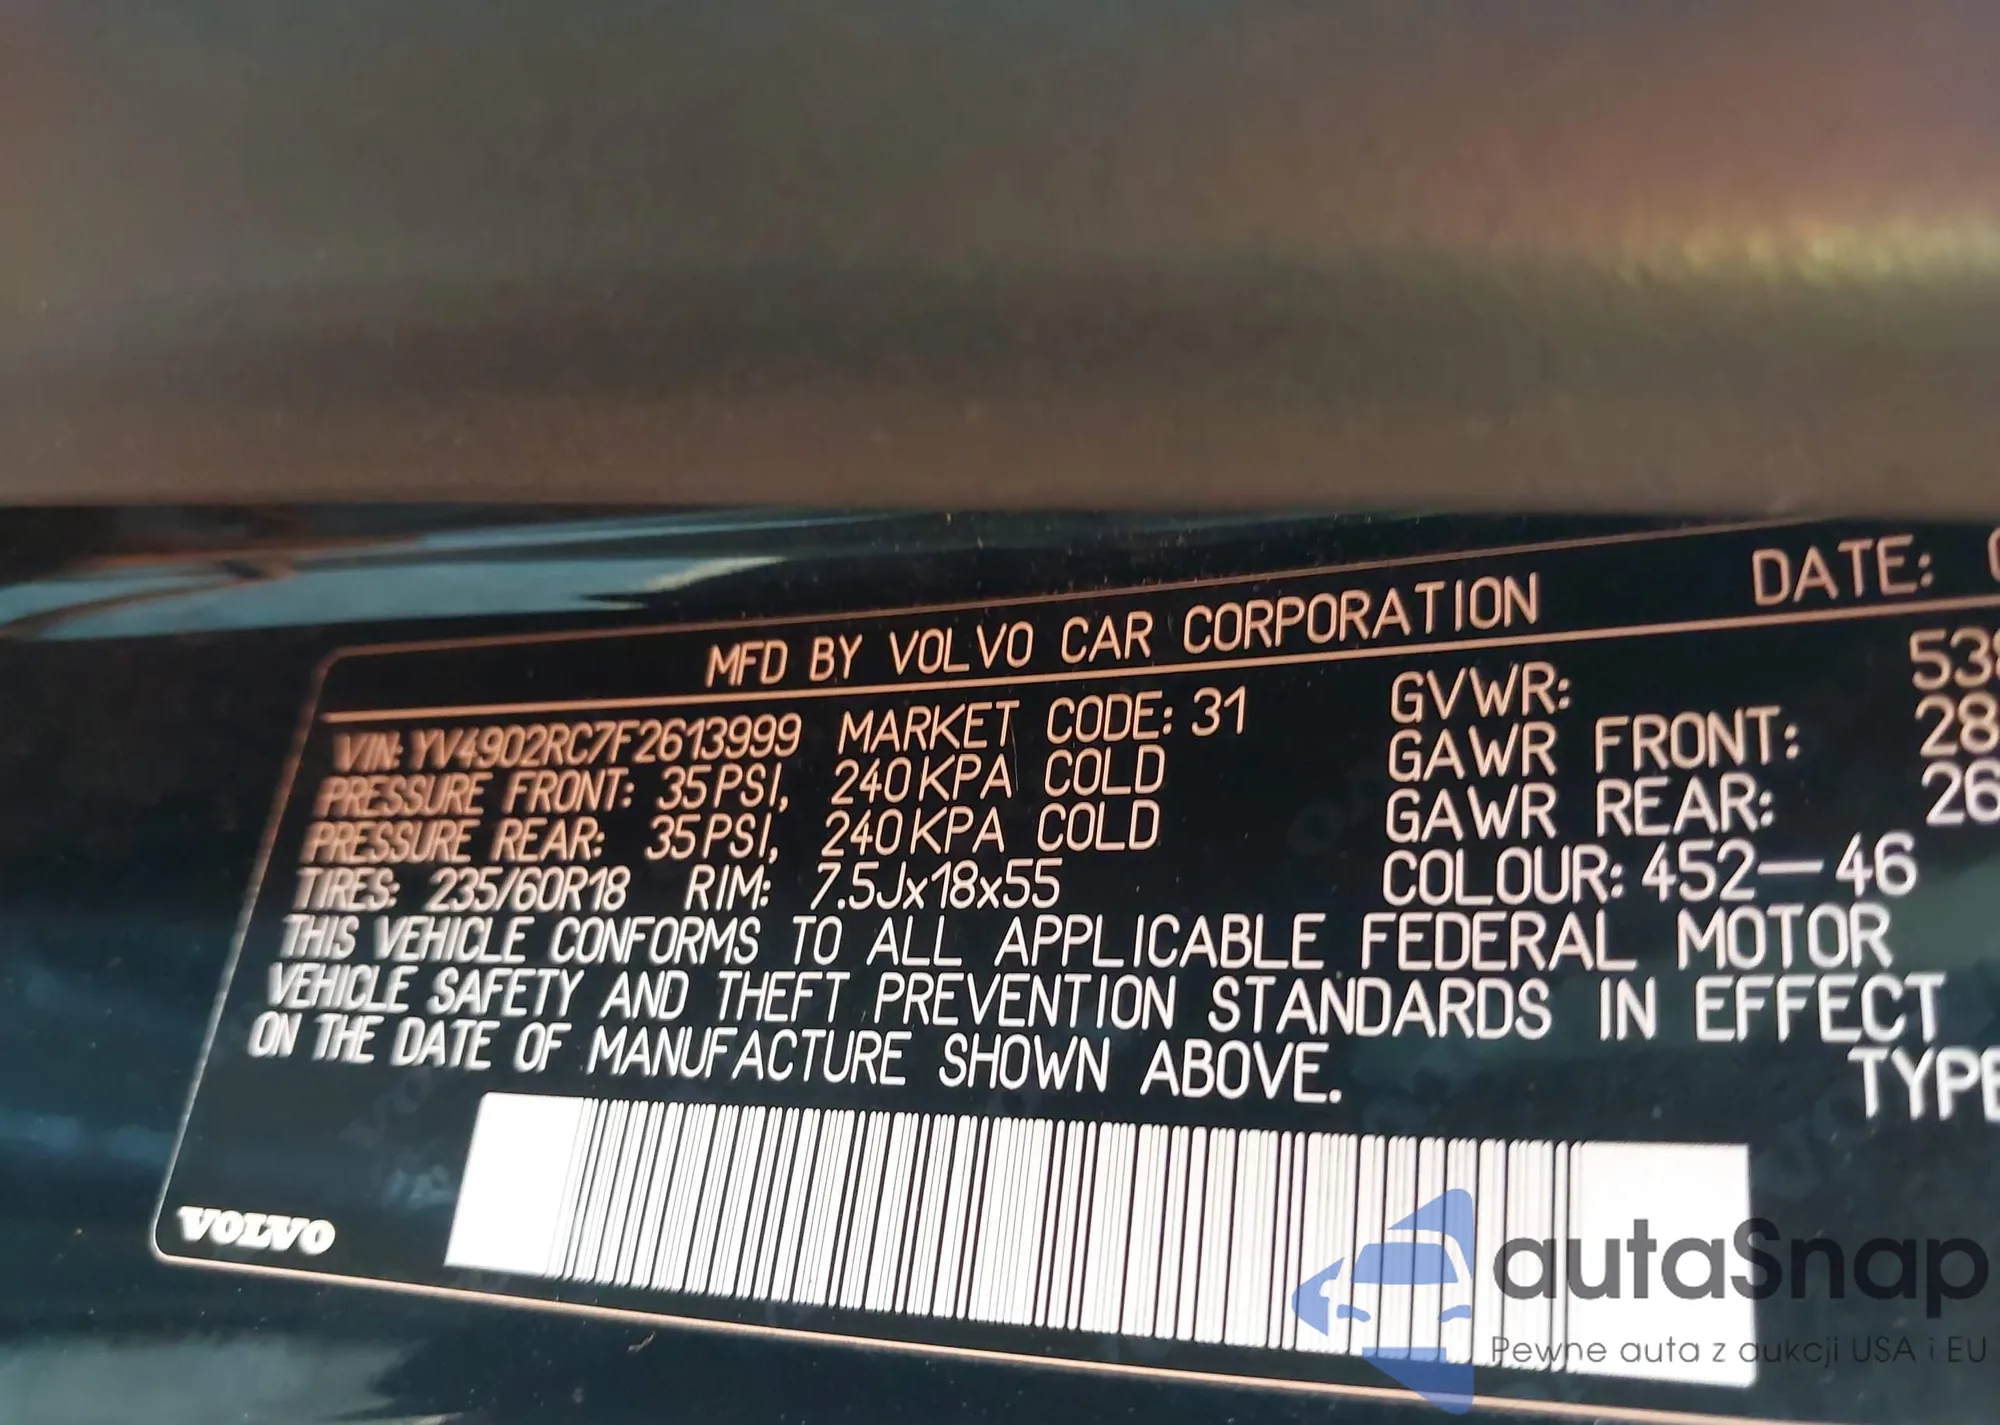 MFD BY VOLVO CAR CORPORATION DATE:
VIN: YV4902RC7F2613999 MARKET CODE: 31 GVWR:
PRESSURE FRONT: 35PSI, 240KPA COLD GAWR FRONT:
PRESSURE REAR: 35PSI, 240KPA COLD GAWR REAR:
TIRES: 235/60R18 RIM: 7.5Jx18x55 COLOUR: 452-46
THIS VEHICLE CONFORMS TO ALL APPLICABLE FEDERAL MOTOR
VEHICLE SAFETY AND THEFT PREVENTION STANDARDS IN EFFECT
ON THE DATE OF MANUFACTURE SHOWN ABOVE.
TYPE
VOLVO
autaSnap
Pewne auta z aukcji USA i EU